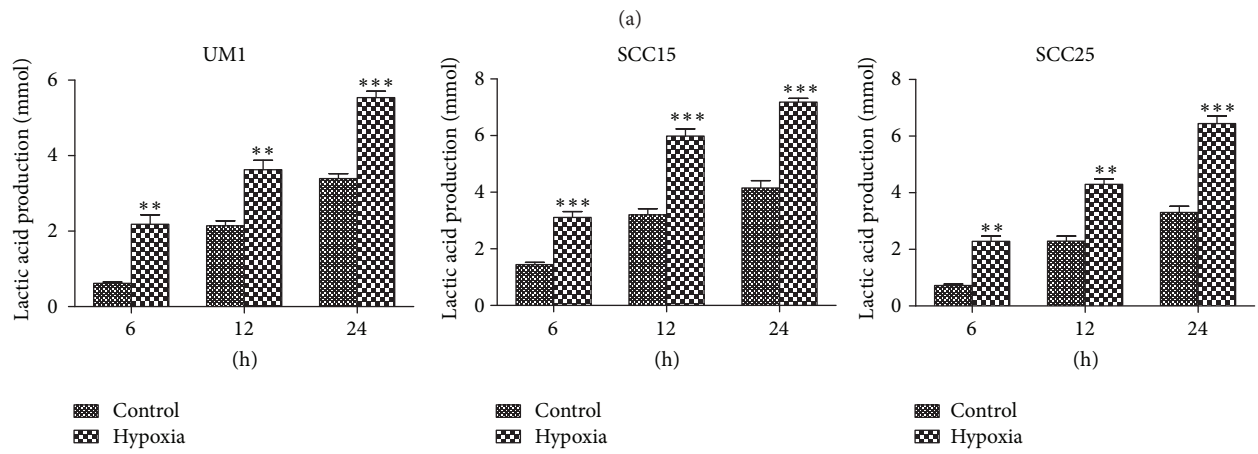 (a)
UM1
Lactic acid production (mmol)
6
4
2
0
**
**
***
6 12 24
(h)
Control
Hypoxia
SCC15
Lactic acid production (mmol)
8
6
4
2
0
***
***
***
6 12 24
(h)
Control
Hypoxia
SCC25
Lactic acid production (mmol)
8
6
4
2
0
**
**
***
6 12 24
(h)
Control
Hypoxia